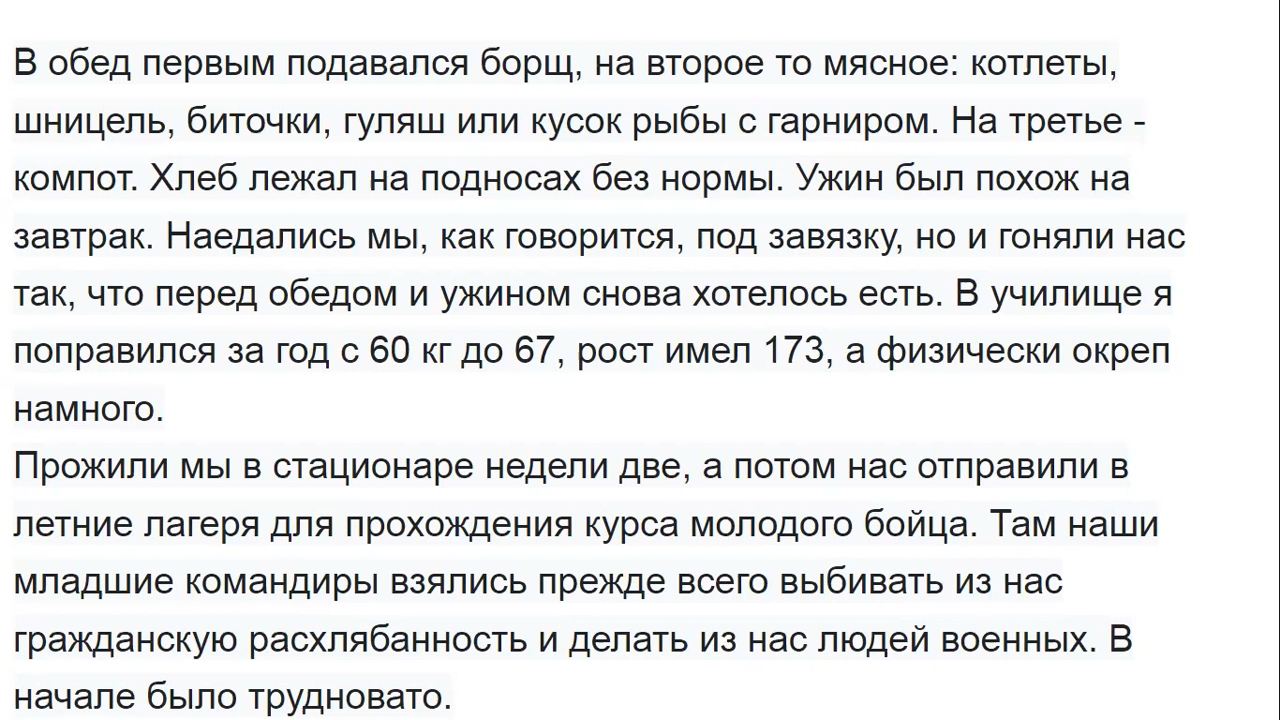 В обед первым подавался борщ, на второе то мясное: котлеты,
шницель, биточки, гуляш или кусок рыбы с гарниром. На третье -
компот. Хлеб лежал на подносах без нормы. Ужин был похож на
завтрак. Наедались мы, как говорится, под завязку, но и гоняли нас
так, что перед обедом и ужином снова хотелось есть. В училище я
поправился за год с 60 кг до 67, рост имел 173, а физически окреп
намного.
Прожили мы в стационаре недели две, а потом нас отправили в
летние лагеря для прохождения курса молодого бойца. Там наши
младшие командиры взялись прежде всего выбивать из нас
гражданскую расхлябанность и делать из нас людей военных. В
начале было трудновато.